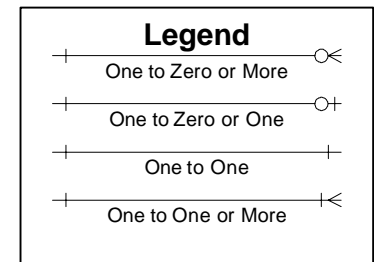 Legend
One to Zero or More
One to Zero or One
One to One
One to One or More